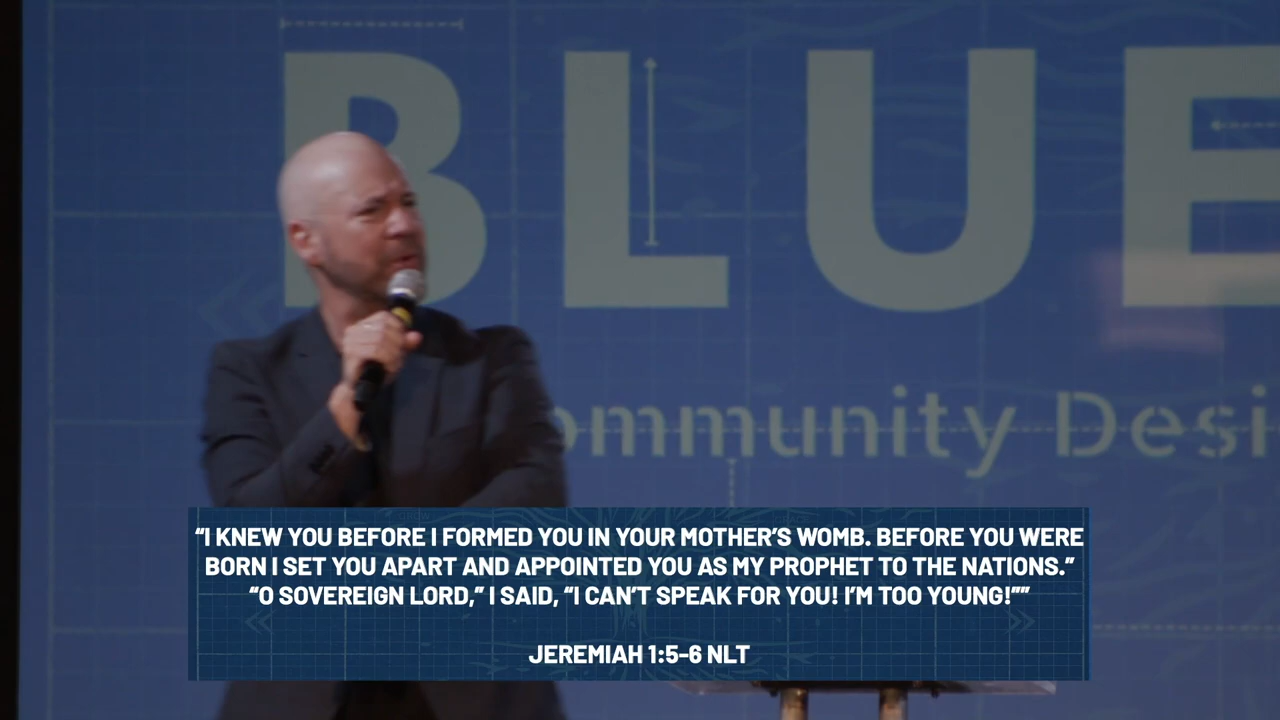 BLUE
ommunity Desi
“I KNEW YOU BEFORE I FORMED YOU IN YOUR MOTHER’S WOMB. BEFORE YOU WERE
BORN I SET YOU APART AND APPOINTED YOU AS MY PROPHET TO THE NATIONS.”
“O SOVEREIGN LORD,” I SAID, “I CAN’T SPEAK FOR YOU! I’M TOO YOUNG!””
JEREMIAH 1:5-6 NLT